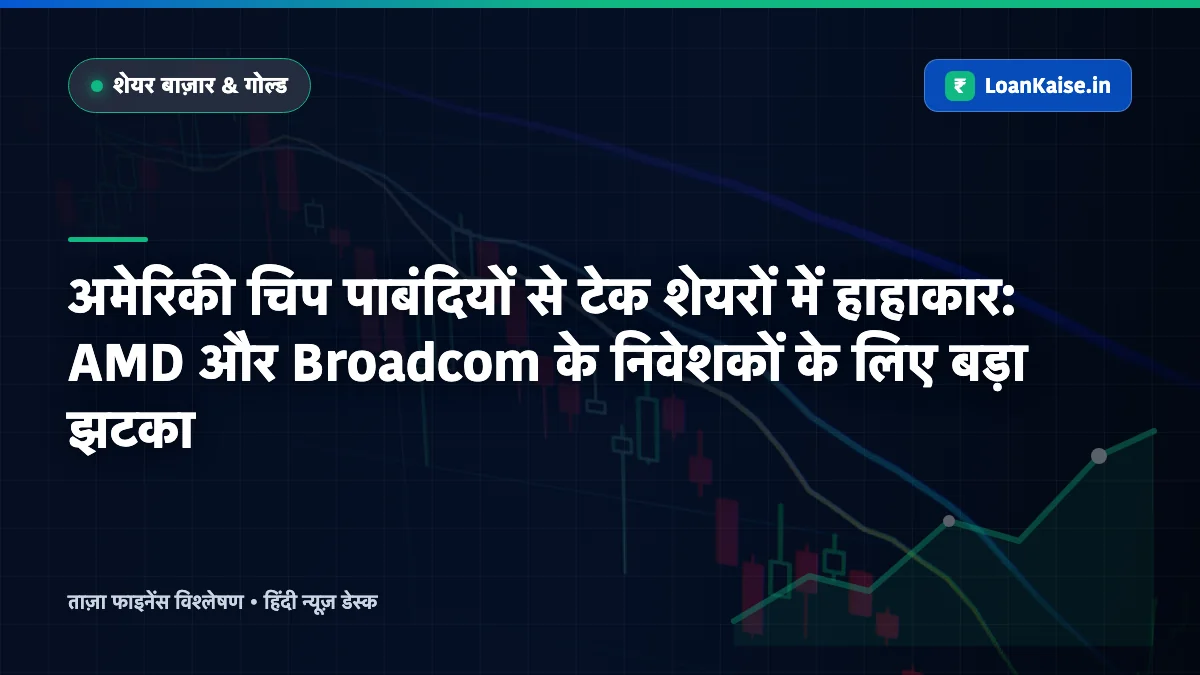 शेयर बाज़ार & गोल्ड
₹ LoanKaise.in
अमेरिकी चिप पाबंदियों से टेक शेयरों में हाहाकार:
AMD और Broadcom के निवेशकों के लिए बड़ा
झटका
ताज़ा फाइनेंस विश्लेषण • हिंदी न्यूज़ डेस्क